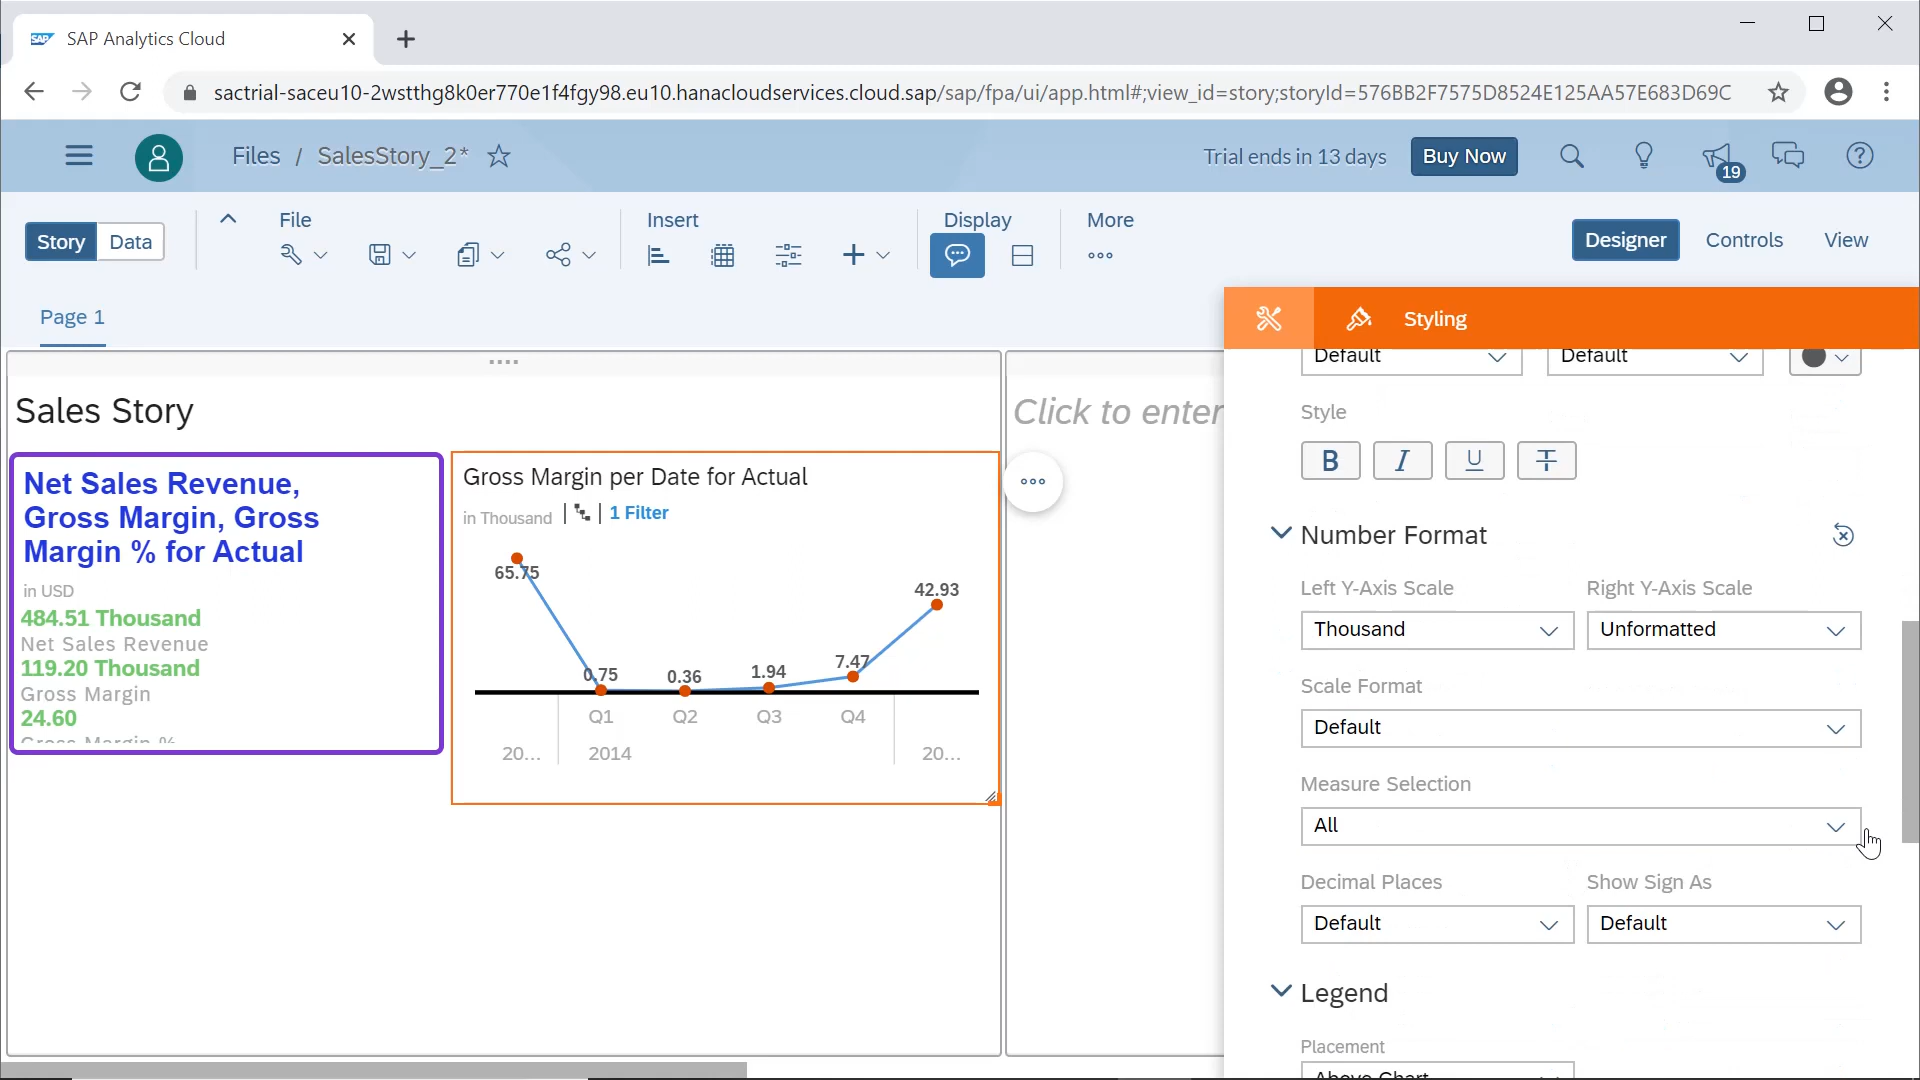 SAP Analytics Cloud
sactrial-saceu10-2wstthg8k0er770e1f4fgy98.eu10.hanacloudservices.cloud.sap/sap/fpa/ui/app.html#;view_id=story;storyId=576BB2F7575D8524E125AA57E683D69C
Files / SalesStory_2*
Trial ends in 13 days
Buy Now
19
Story
Data
File
Insert
Display
More
Designer
Controls
View
Page 1
Styling
Sales Story
Click to enter
Net Sales Revenue,
Gross Margin, Gross
Margin % for Actual
in USD
484.51 Thousand
Net Sales Revenue
119.20 Thousand
Gross Margin
24.60
Gross Margin %
Gross Margin per Date for Actual
in Thousand
1 Filter
65.75
0.75
0.36
1.94
7.47
42.93
Q1
Q2
Q3
Q4
20...
2014
20...
Default
Default
Style
B
I
U
T
Number Format
Left Y-Axis Scale
Right Y-Axis Scale
Thousand
Unformatted
Scale Format
Default
Measure Selection
All
Decimal Places
Show Sign As
Default
Default
Legend
Placement
Above Chart